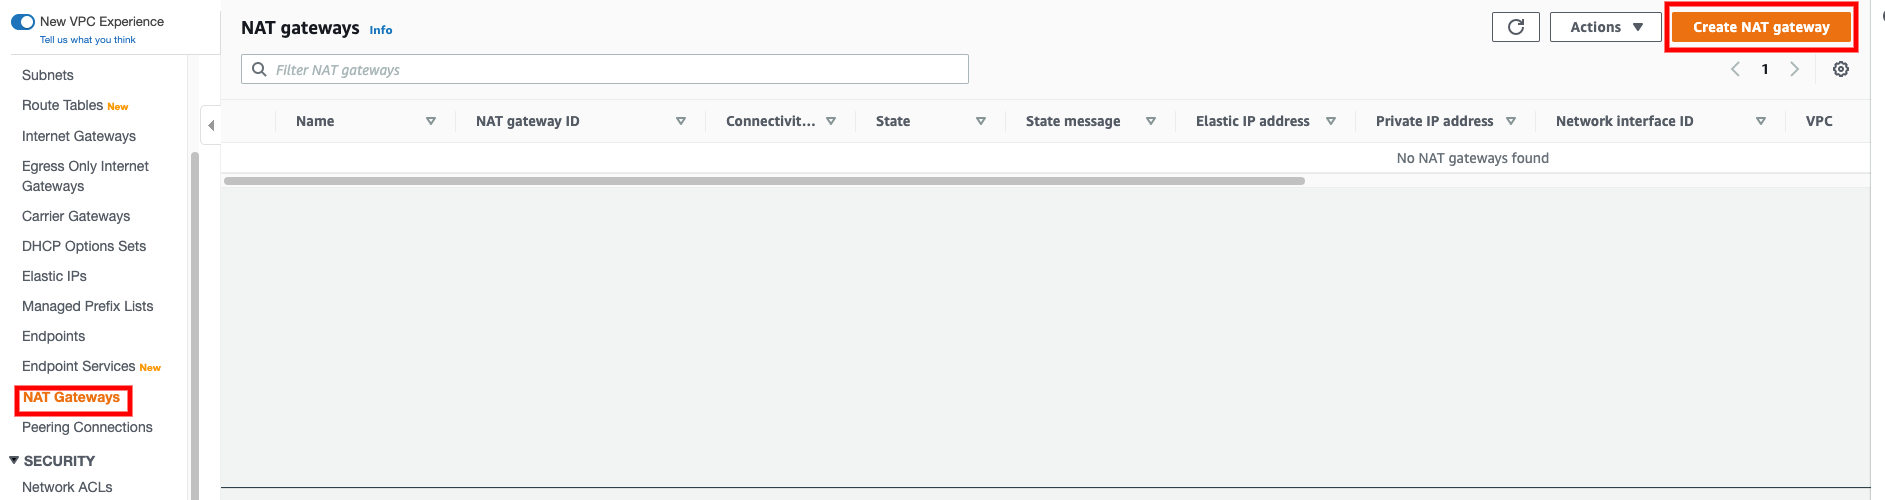 New VPC Experience
Tell us what you think
Subnets
Route Tables New
Internet Gateways
Egress Only Internet
Gateways
Carrier Gateways
DHCP Options Sets
Elastic IPs
Managed Prefix Lists
Endpoints
Endpoint Services New
NAT Gateways
Peering Connections
SECURITY
Network ACLs
NAT gateways Info
Actions
Create NAT gateway
Filter NAT gateways
1
Name NAT gateway ID Connectivit... State State message Elastic IP address Private IP address Network interface ID VPC
No NAT gateways found